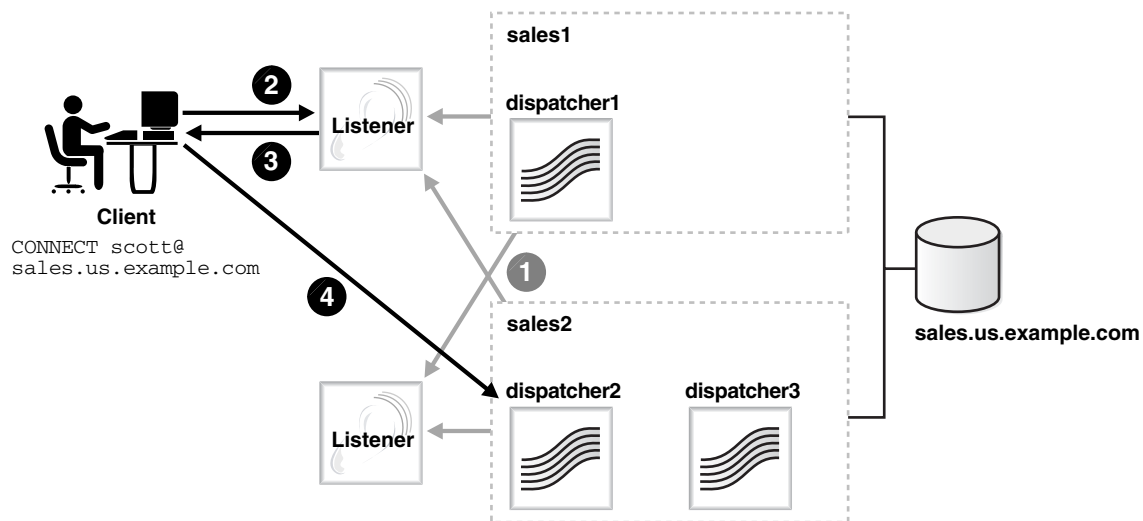 sales1
2
dispatcher1
Listener
3
Client
CONNECT scott@
sales.us.example.com
1
4
sales2
sales.us.example.com
dispatcher2
dispatcher3
Listener